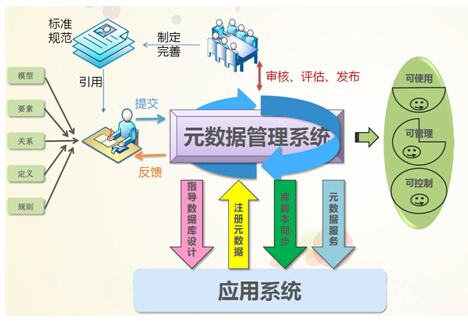 标准
规范
制定
完善
引用
审核、评估、发布
模型
要素
关系
定义
规则
提交
反馈
元数据管理系统
可使用
可管理
可控制
指导数据库设计
注册元数据
库脚本同步
元数据服务
应用系统